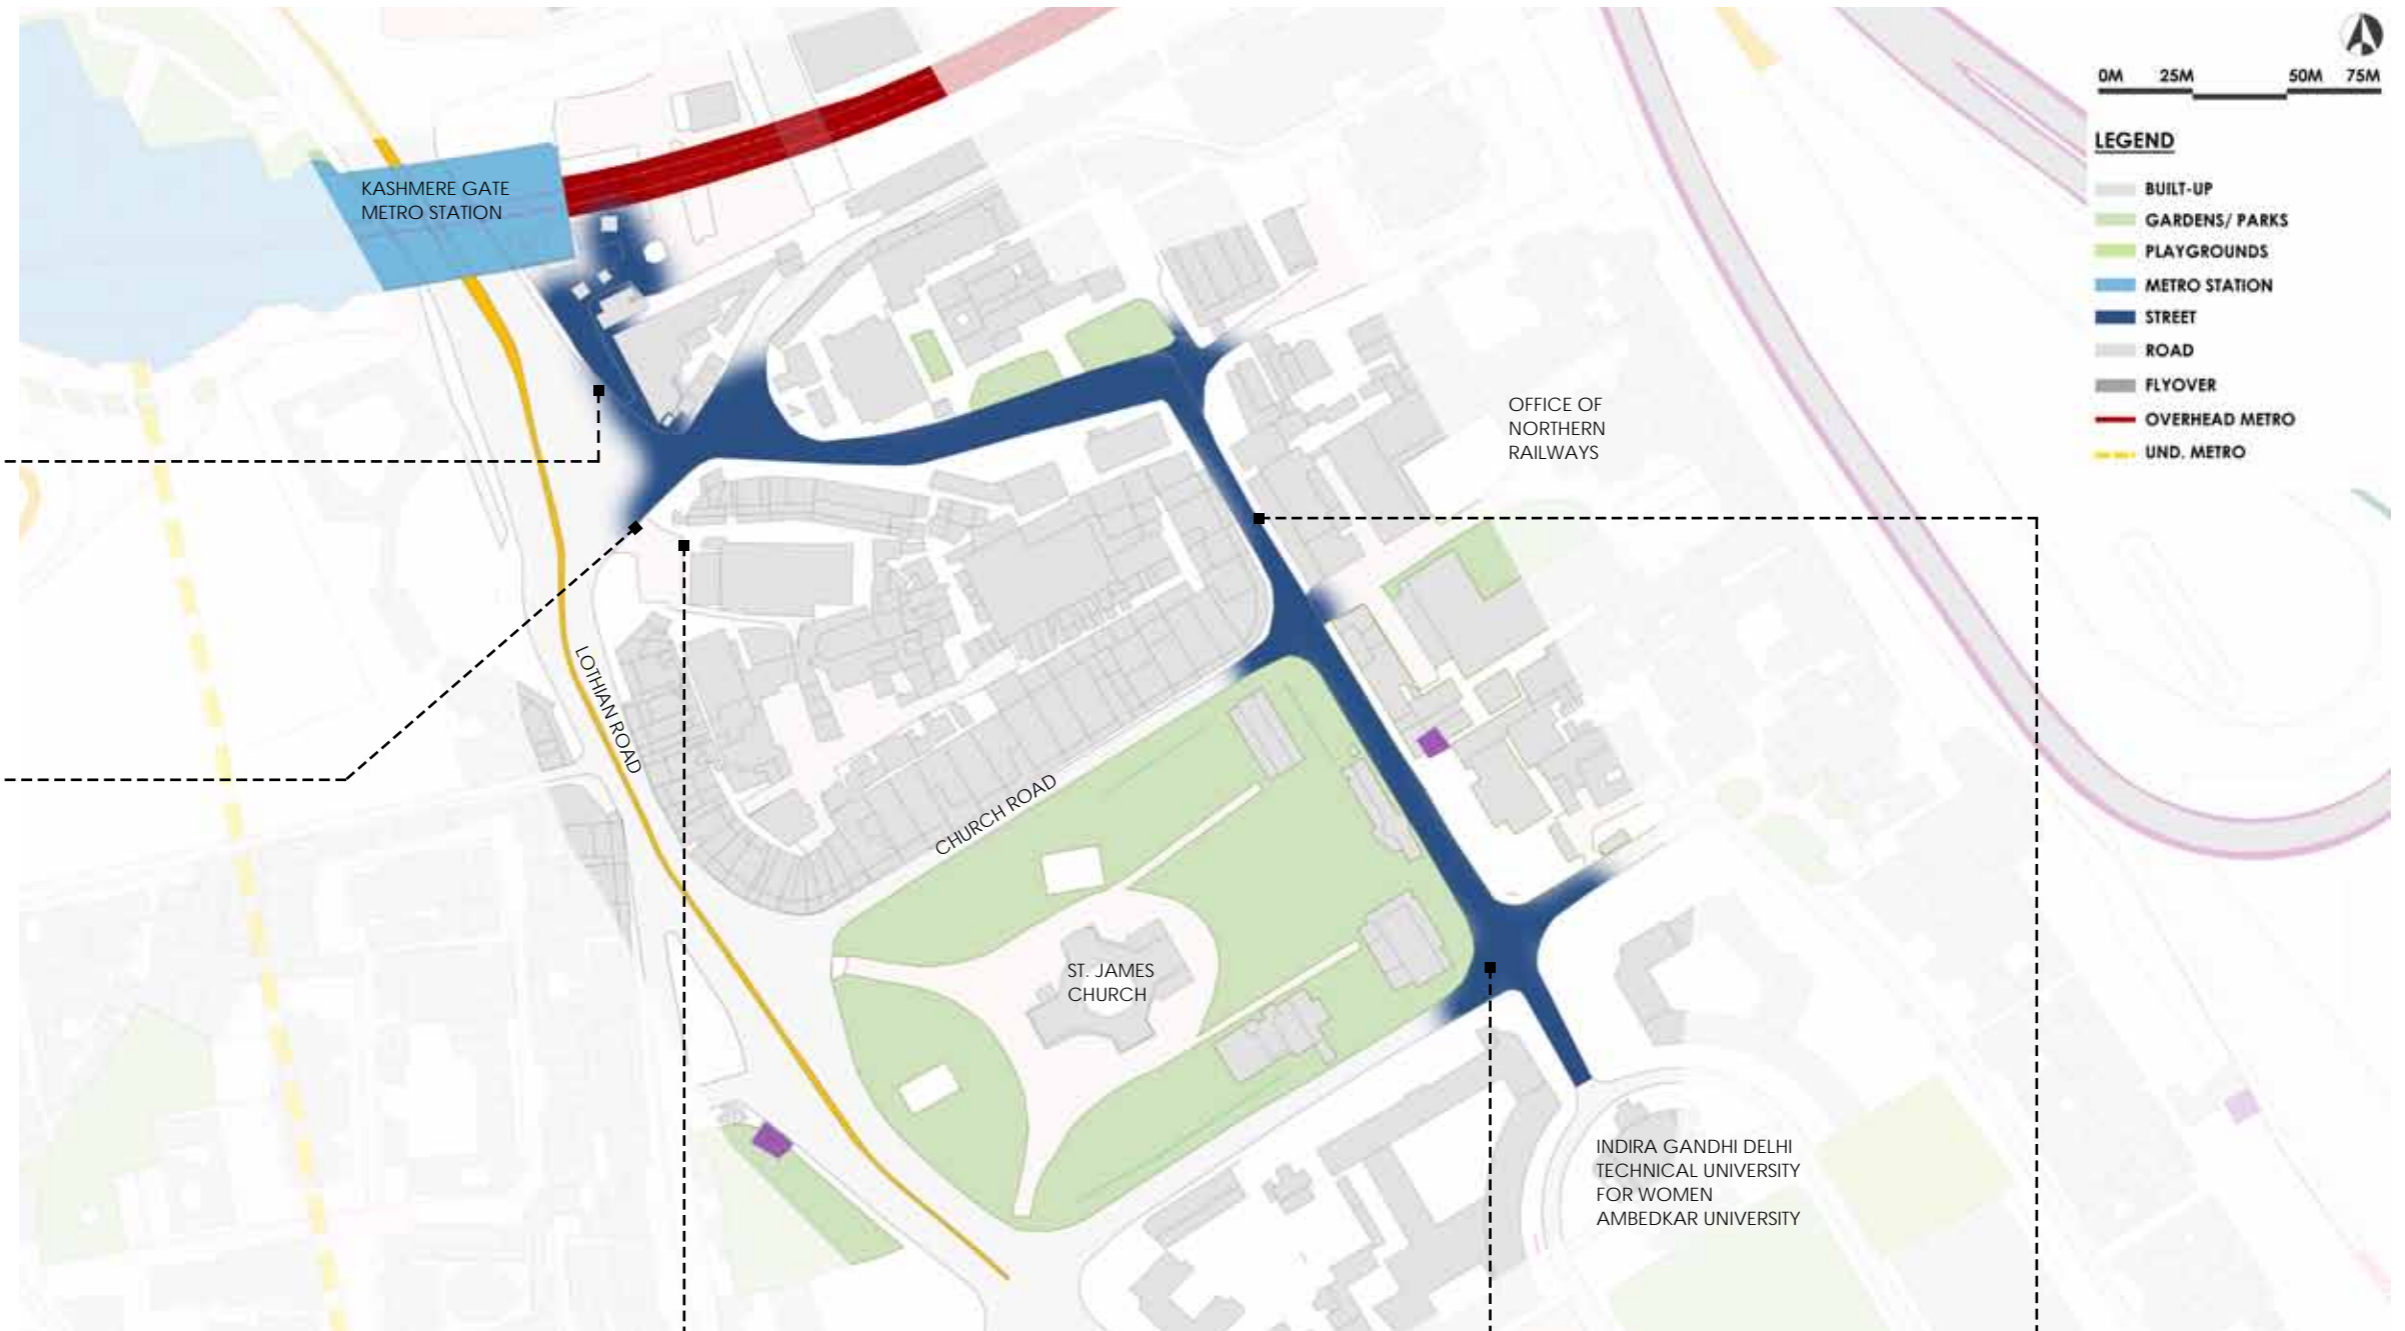 0M 25M 50M 75M
LEGEND
BUILT-UP
GARDENS/ PARKS
PLAYGROUNDS
METRO STATION
STREET
ROAD
FLYOVER
OVERHEAD METRO
UND. METRO
KASHMERE GATE
METRO STATION
OFFICE OF
NORTHERN
RAILWAYS
LOTHIAN ROAD
CHURCH ROAD
ST. JAMES
CHURCH
INDIRA GANDHI DELHI
TECHNICAL UNIVERSITY
FOR WOMEN
AMBEDKAR UNIVERSITY